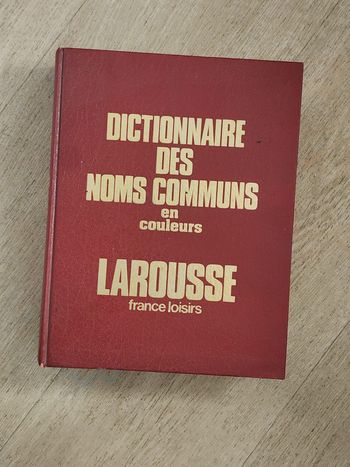 DICTIONNAIRE
DES
NOMS COMMUNS
en
couleurs
LAROUSSE
france loisirs